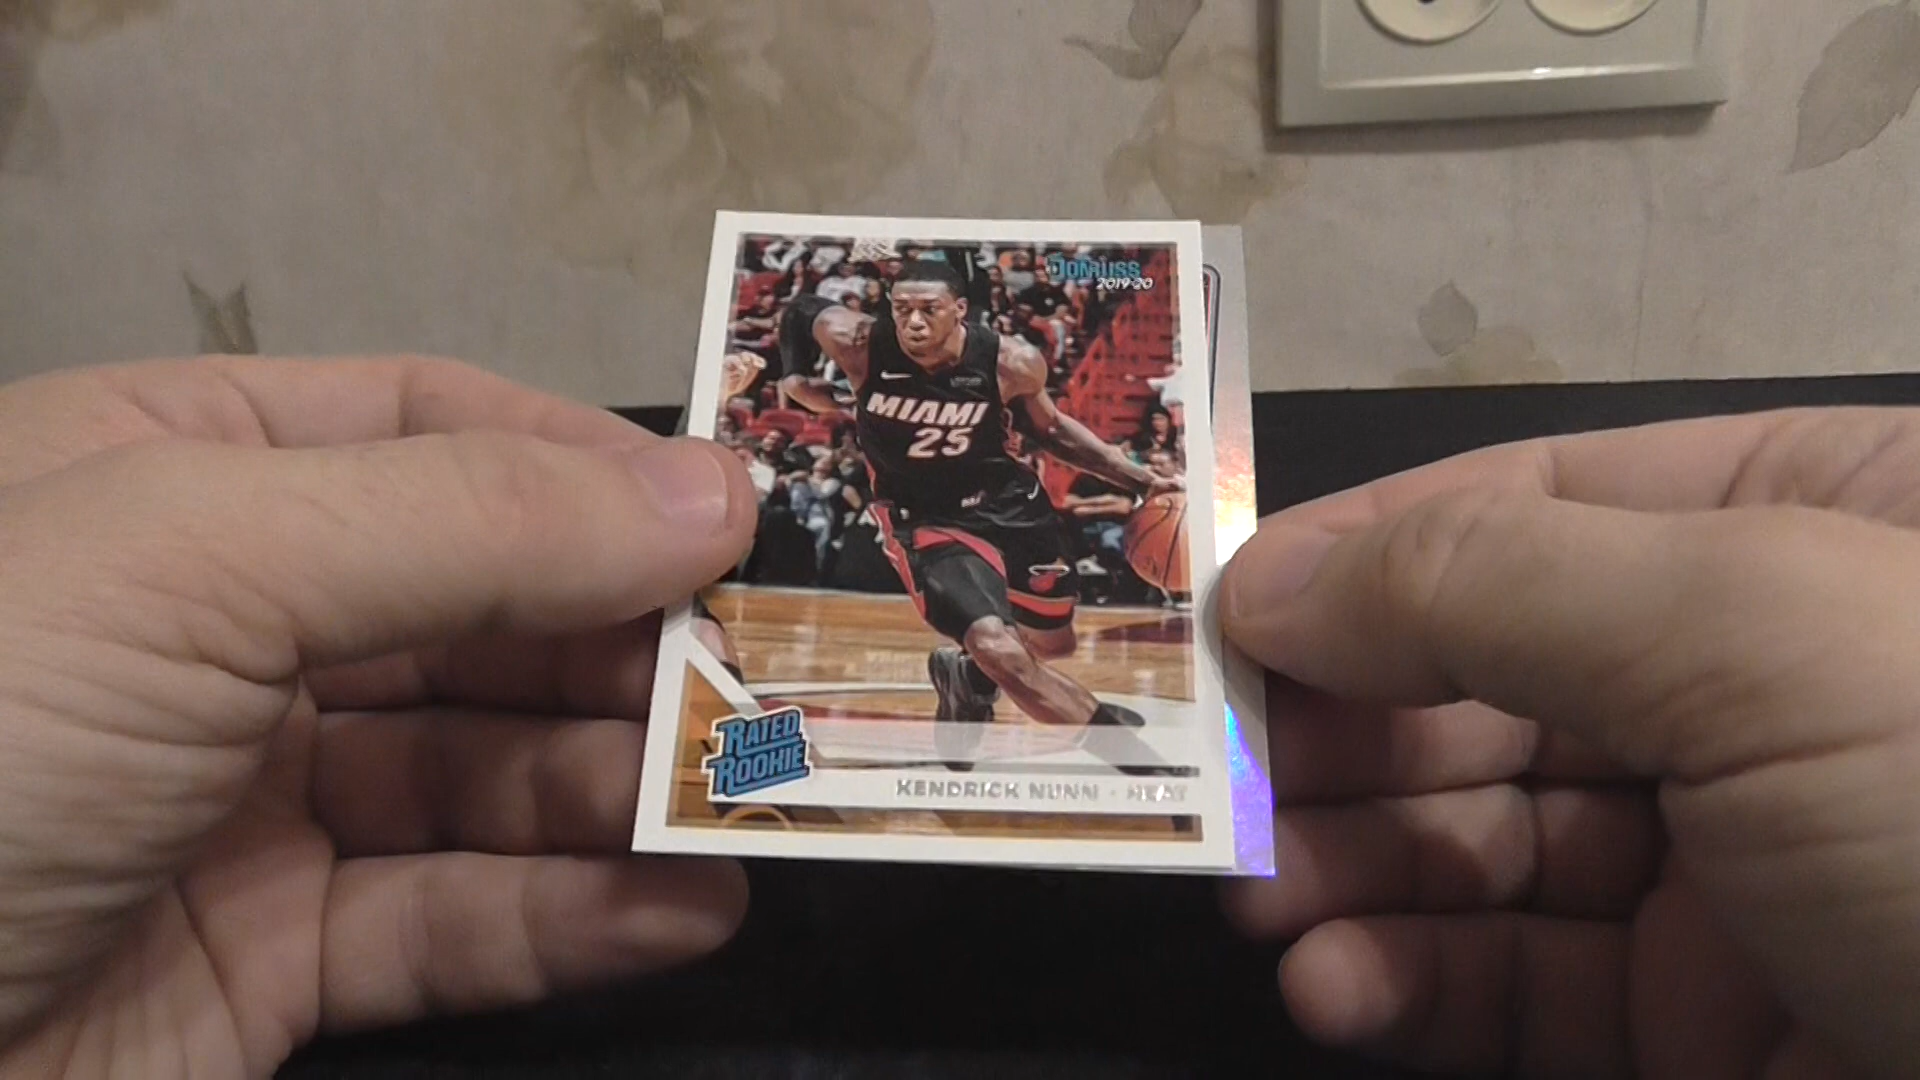 DONRUSS
2019-20
MIAMI
25
RATED
ROOKIE
KENDRICK NUNN · HEAT